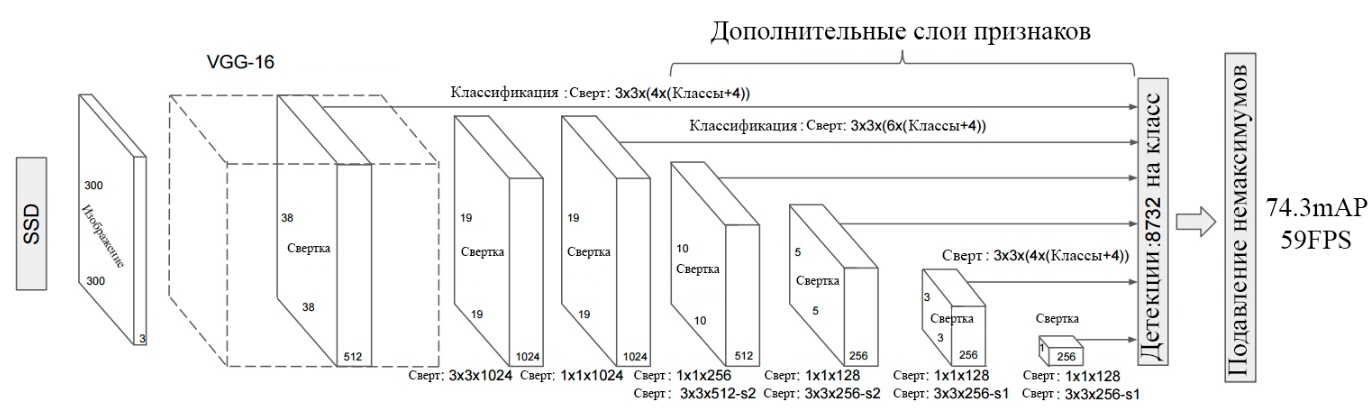 Дополнительные слои признаков
VGG-16
Классификация : Сверт: 3x3x(4x(Классы+4))
Классификация : Сверт: 3x3x(6x(Классы+4))
SSD
300
Изображение
300
3
38
Свертка
38
512
19
Свертка
19
1024
19
Свертка
19
1024
10
Свертка
10
512
5
Свертка
5
256
Сверт : 3x3x(4x(Классы+4))
3
Свертка
3
256
Свертка
1
256
Сверт: 3x3x1024
Сверт: 1x1x1024
Сверт: 1x1x256
Сверт: 3x3x512-s2
Сверт: 1x1x128
Сверт: 3x3x256-s2
Сверт: 1x1x128
Сверт: 3x3x256-s1
Сверт: 1x1x128
Сверт: 3x3x256-s1
Детекции:8732 на класс
Подавление немаксимумов
74.3mAP
59FPS